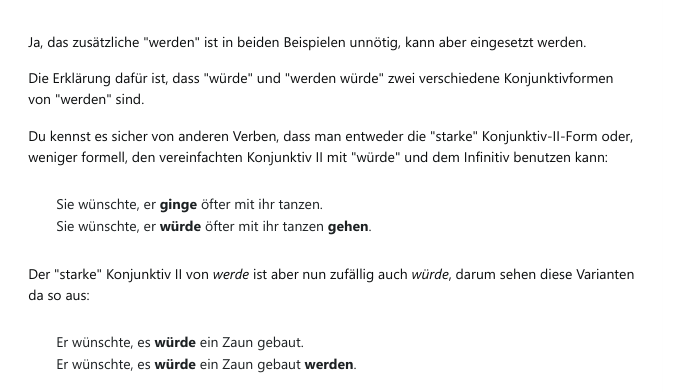 Ja, das zusätzliche "werden" ist in beiden Beispielen unnötig, kann aber eingesetzt werden.
Die Erklärung dafür ist, dass "würde" und "werden würde" zwei verschiedene Konjunktivformen
von "werden" sind.
Du kennst es sicher von anderen Verben, dass man entweder die "starke" Konjunktiv-II-Form oder,
weniger formell, den vereinfachten Konjunktiv II mit "würde" und dem Infinitiv benutzen kann:
Sie wünschte, er ginge öfter mit ihr tanzen.
Sie wünschte, er würde öfter mit ihr tanzen gehen.
Der "starke" Konjunktiv II von werde ist aber nun zufällig auch würde, darum sehen diese Varianten
da so aus:
Er wünschte, es würde ein Zaun gebaut.
Er wünschte, es würde ein Zaun gebaut werden.